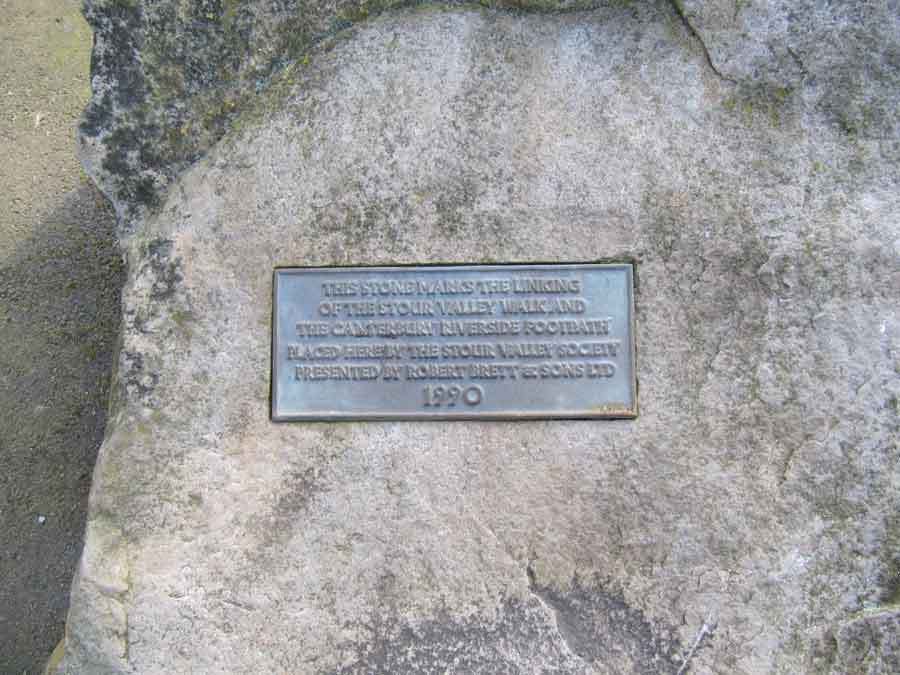 THIS STONE MARKS THE LINKING
OF THE STOUR VALLEY WALK AND
THE CANTERBURY RIVERSIDE FOOTPATH
PLACED HERE BY THE STOUR VALLEY SOCIETY
PRESENTED BY ROBERT BRETT & SONS LTD
1990